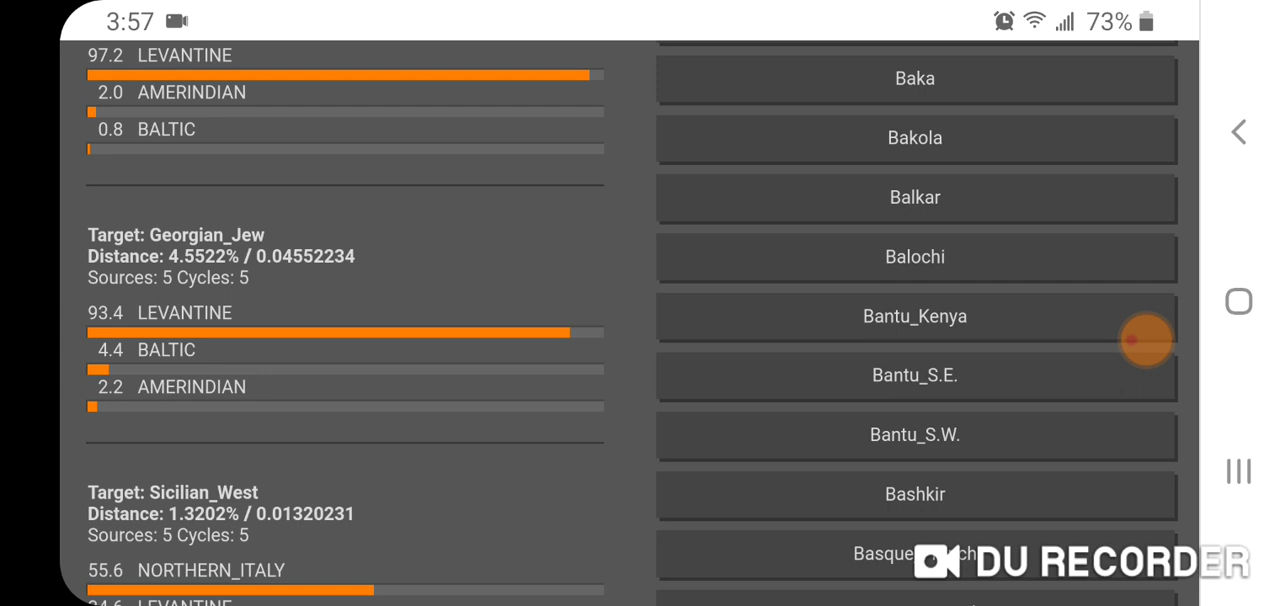 3:57
73%
97.2 LEVANTINE
2.0 AMERINDIAN
0.8 BALTIC
Target: Georgian_Jew
Distance: 4.5522% / 0.04552234
Sources: 5 Cycles: 5
93.4 LEVANTINE
4.4 BALTIC
2.2 AMERINDIAN
Target: Sicilian_West
Distance: 1.3202% / 0.01320231
Sources: 5 Cycles: 5
55.6 NORTHERN_ITALY
LEVANTINE
Baka
Bakola
Balkar
Balochi
Bantu_Kenya
Bantu_S.E.
Bantu_S.W.
Bashkir
DU RECORDER